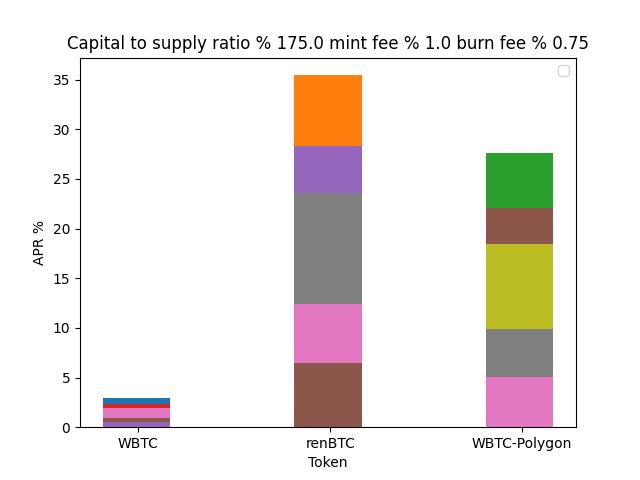 Capital to supply ratio % 175.0 mint fee % 1.0 burn fee % 0.75
35
30
25
20
15
10
5
0
APR %
WBTC renBTC WBTC-Polygon
Token